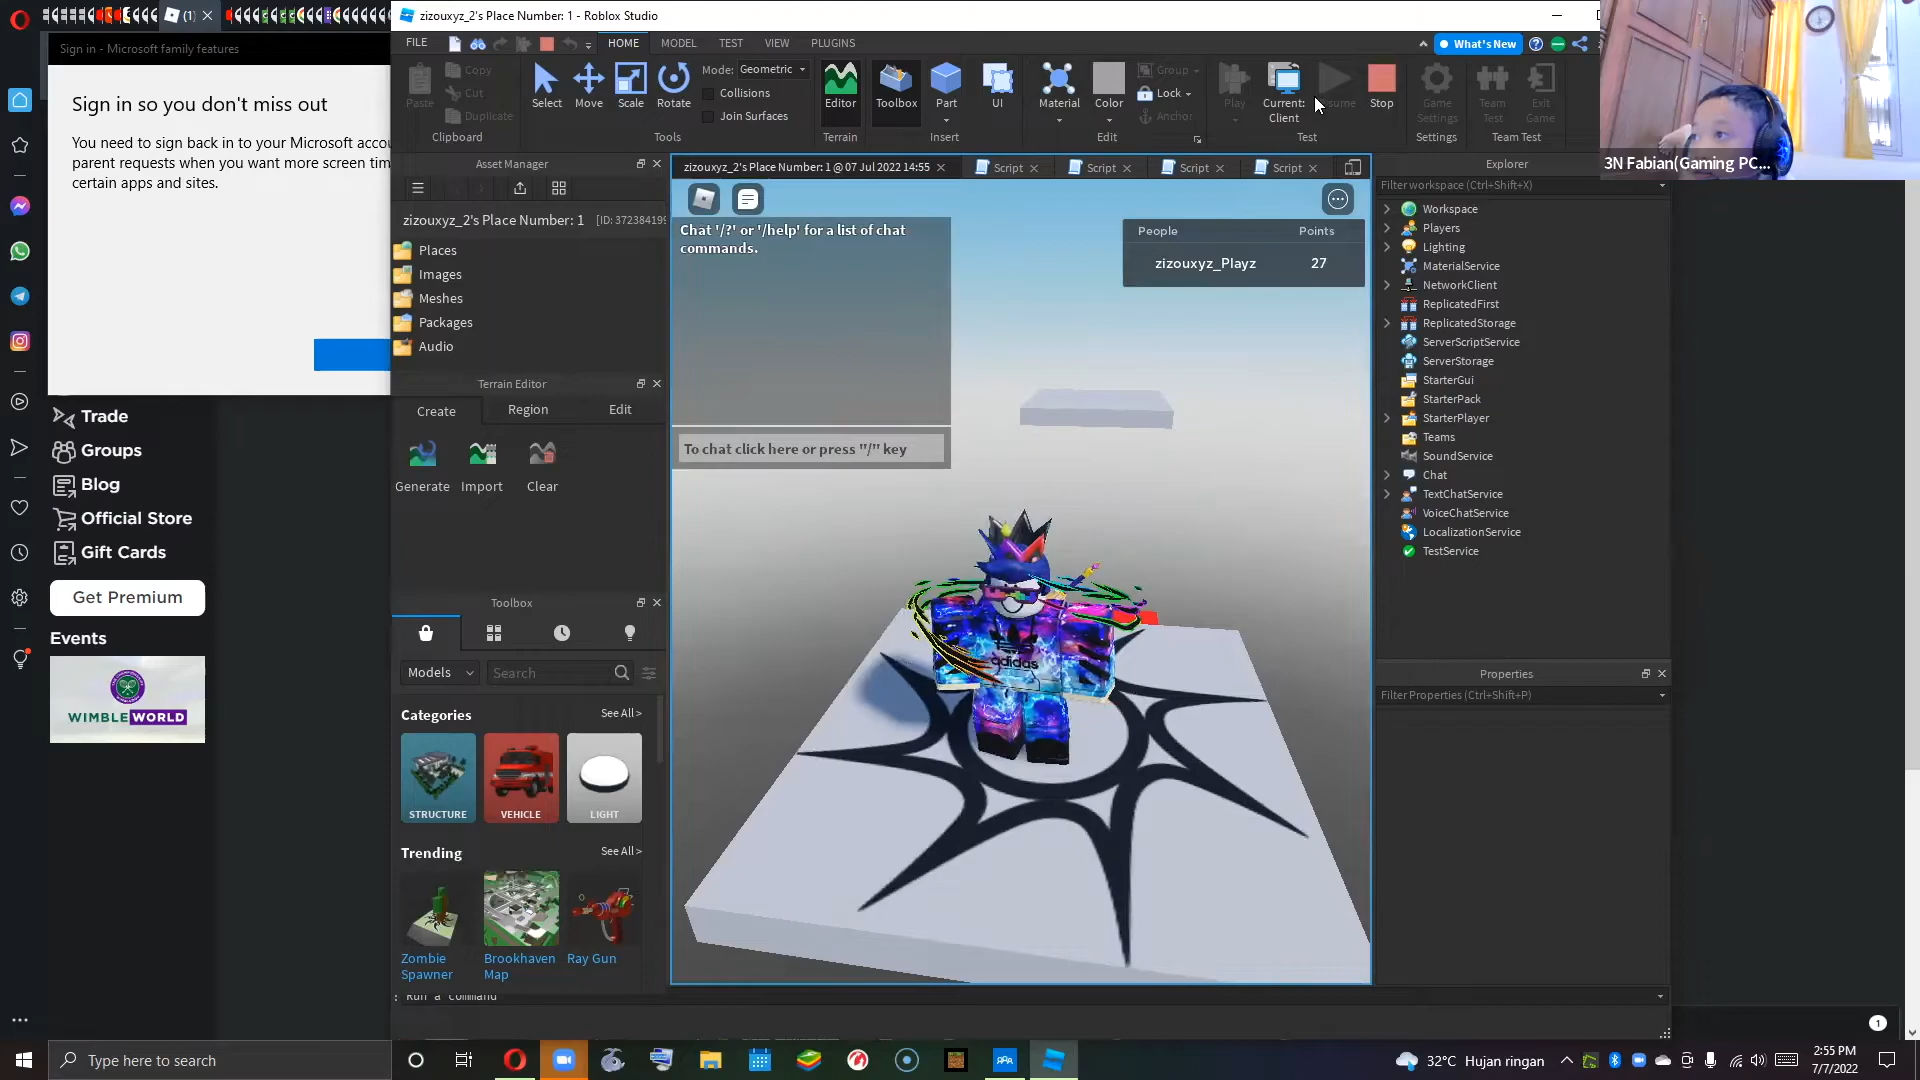 (1)
zizouxyz_2's Place Number: 1 - Roblox Studio
Sign in - Microsoft family features
Sign in so you don't miss out
You need to sign back in to your Microsoft accou
parent requests when you want more screen tim
certain apps and sites.
FILE
HOME
MODEL
TEST
VIEW
PLUGINS
What's New
Paste
Copy
Cut
Duplicate
Clipboard
Select
Move
Scale
Rotate
Mode: Geometric
Collisions
Join Surfaces
Tools
Editor
Terrain
Toolbox
Part
UI
Insert
Material
Color
Group
Lock
Anchor
Edit
Play
Current:
Client
sume
Stop
Test
Game
Settings
Settings
Team
Test
Exit
Game
Team Test
3N Fabian(Gaming PC...
Asset Manager
zizouxyz_2's Place Number: 1
[ID: 372384199
Places
Images
Meshes
Packages
Audio
Terrain Editor
Create
Region
Edit
Generate
Import
Clear
Toolbox
Models
Search
Categories
See All >
STRUCTURE
VEHICLE
LIGHT
Trending
See All >
Zombie
Spawner
Brookhaven
Map
Ray Gun
Run a command
Trade
Groups
Blog
Official Store
Gift Cards
Get Premium
Events
WIMBLEWORLD
zizouxyz_2's Place Number: 1 @ 07 Jul 2022 14:55
Script
Script
Script
Script
Chat '/?' or '/help' for a list of chat
commands.
To chat click here or press "/" key
People
Points
zizouxyz_Playz
27
adidas
Explorer
Filter workspace (Ctrl+Shift+X)
Workspace
Players
Lighting
MaterialService
NetworkClient
ReplicatedFirst
ReplicatedStorage
ServerScriptService
ServerStorage
StarterGui
StarterPack
StarterPlayer
Teams
SoundService
Chat
TextChatService
VoiceChatService
LocalizationService
TestService
Properties
Filter Properties (Ctrl+Shift+P)
1
Type here to search
32°C Hujan ringan
2:55 PM
7/7/2022